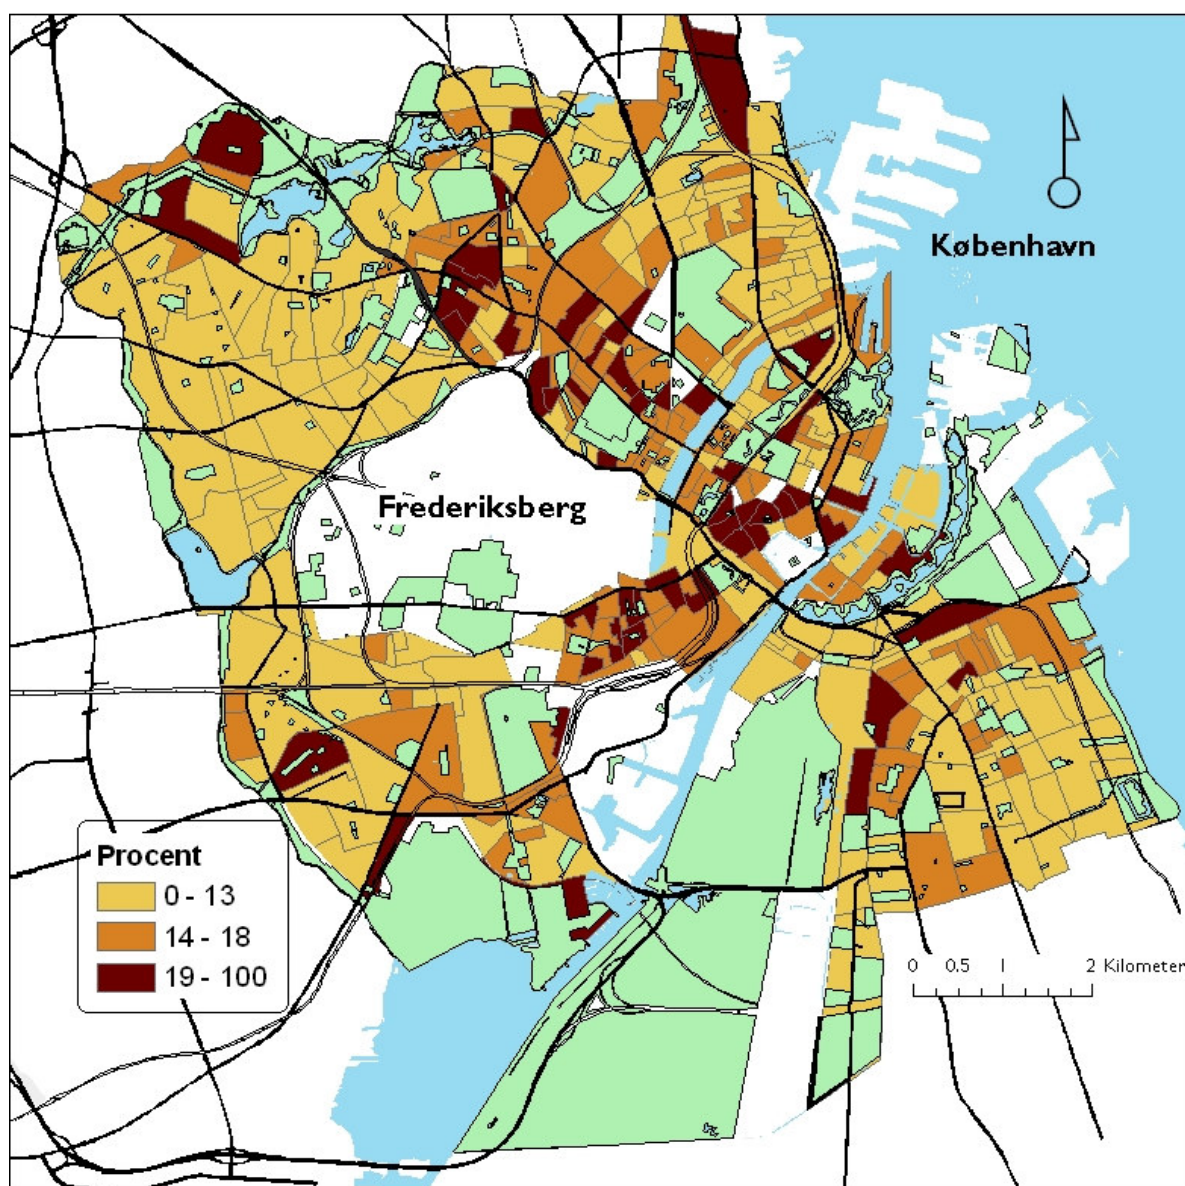 København
Frederiksberg
Procent
0 - 13
14 - 18
19 - 100
0 0.5 1 2 Kilometer